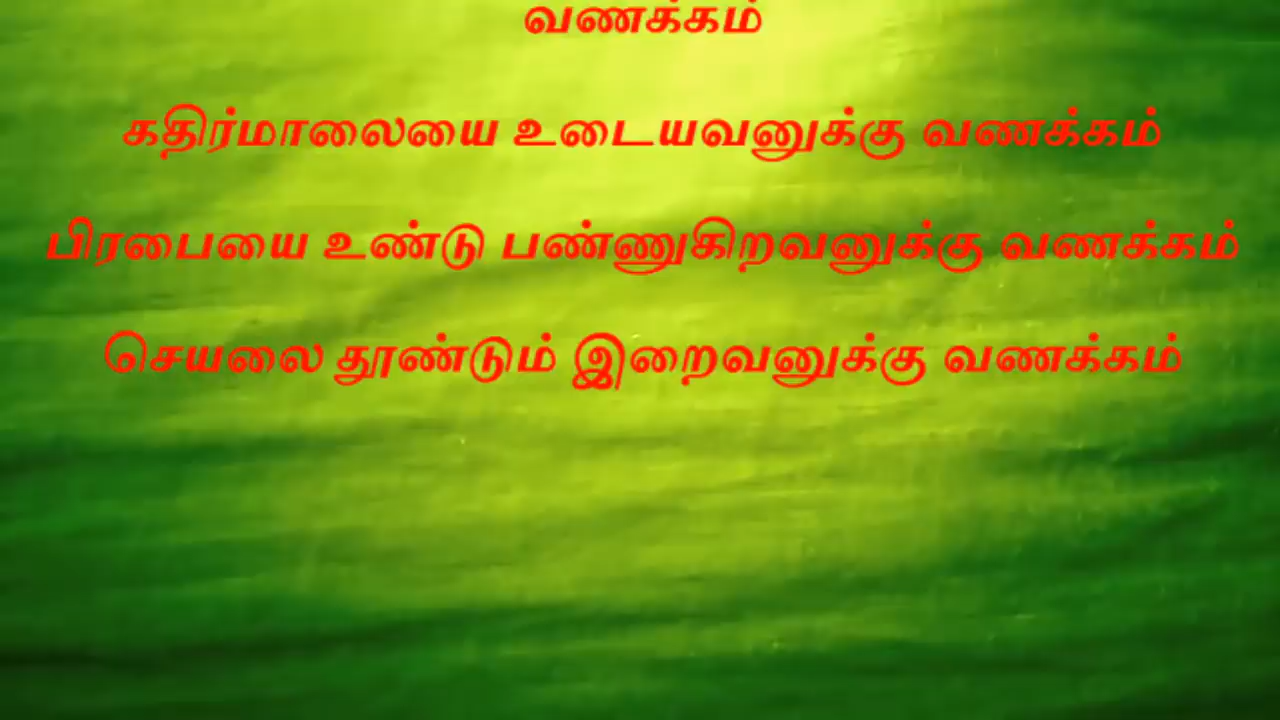 வணக்கம்
கதிர்மாலையை உடையவனுக்கு வணக்கம்
பிரபையை உண்டு பண்ணுகிறவனுக்கு வணக்கம்
செயலை தூண்டும் இறைவனுக்கு வணக்கம்